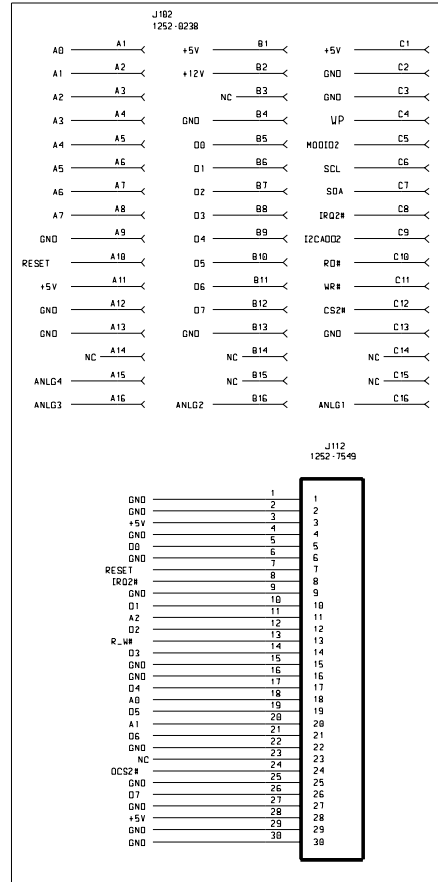 J102
1252-0238
A0 A1 +5V B1 +5V C1
A1 A2 +12V B2 GND C2
A2 A3 NC B3 GND C3
A3 A4 GND B4 WP C4
A4 A5 D0 B5 MODID2 C5
A5 A6 D1 B6 SCL C6
A6 A7 D2 B7 SDA C7
A7 A8 D3 B8 IRQ2# C8
GND A9 D4 B9 I2CADD2 C9
RESET A10 D5 B10 RD# C10
+5V A11 D6 B11 WR# C11
GND A12 D7 B12 CS2# C12
GND A13 GND B13 GND C13
NC A14 NC B14 NC C14
ANLG4 A15 NC B15 NC C15
ANLG3 A16 ANLG2 B16 ANLG1 C16
J112
1252-7549
GND 1 1
GND 2 2
+5V 3 3
GND 4 4
D0 5 5
GND 6 6
RESET 7 7
IRQ2# 8 8
GND 9 9
D1 10 10
A2 11 11
D2 12 12
R_W# 13 13
D3 14 14
GND 15 15
GND 16 16
D4 17 17
A0 18 18
D5 19 19
A1 20 20
D6 21 21
GND 22 22
NC 23 23
OCS2# 24 24
GND 25 25
D7 26 26
GND 27 27
+5V 28 28
GND 29 29
GND 30 30